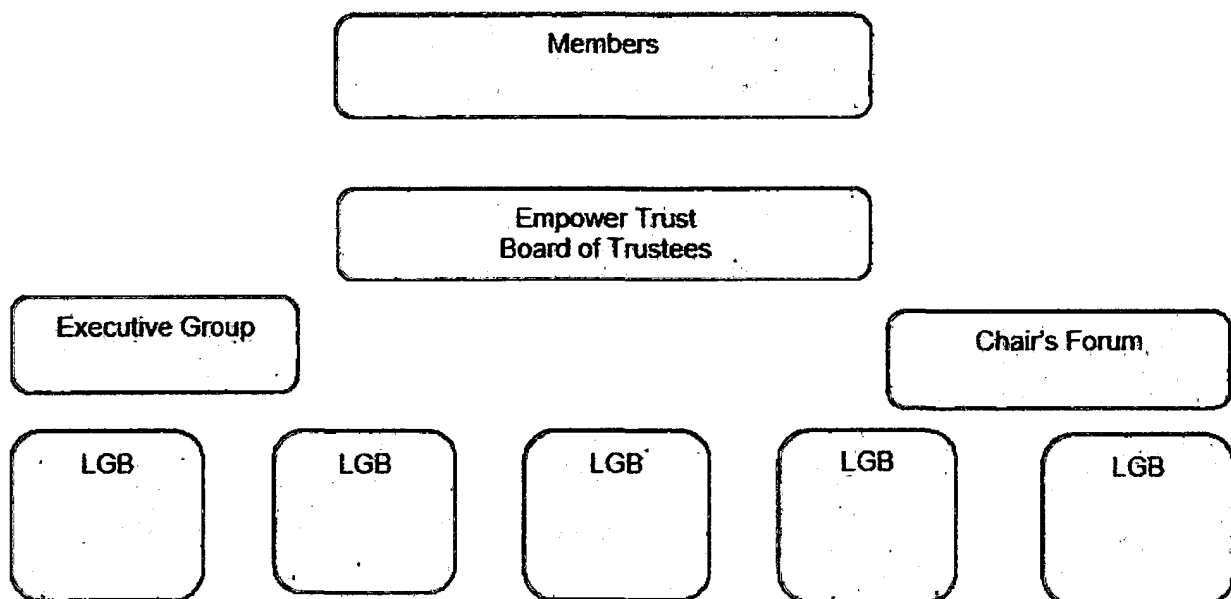 Members
Empower Trust
Board of Trustees
Executive Group
Chair's Forum
LGB
LGB
LGB
LGB
LGB